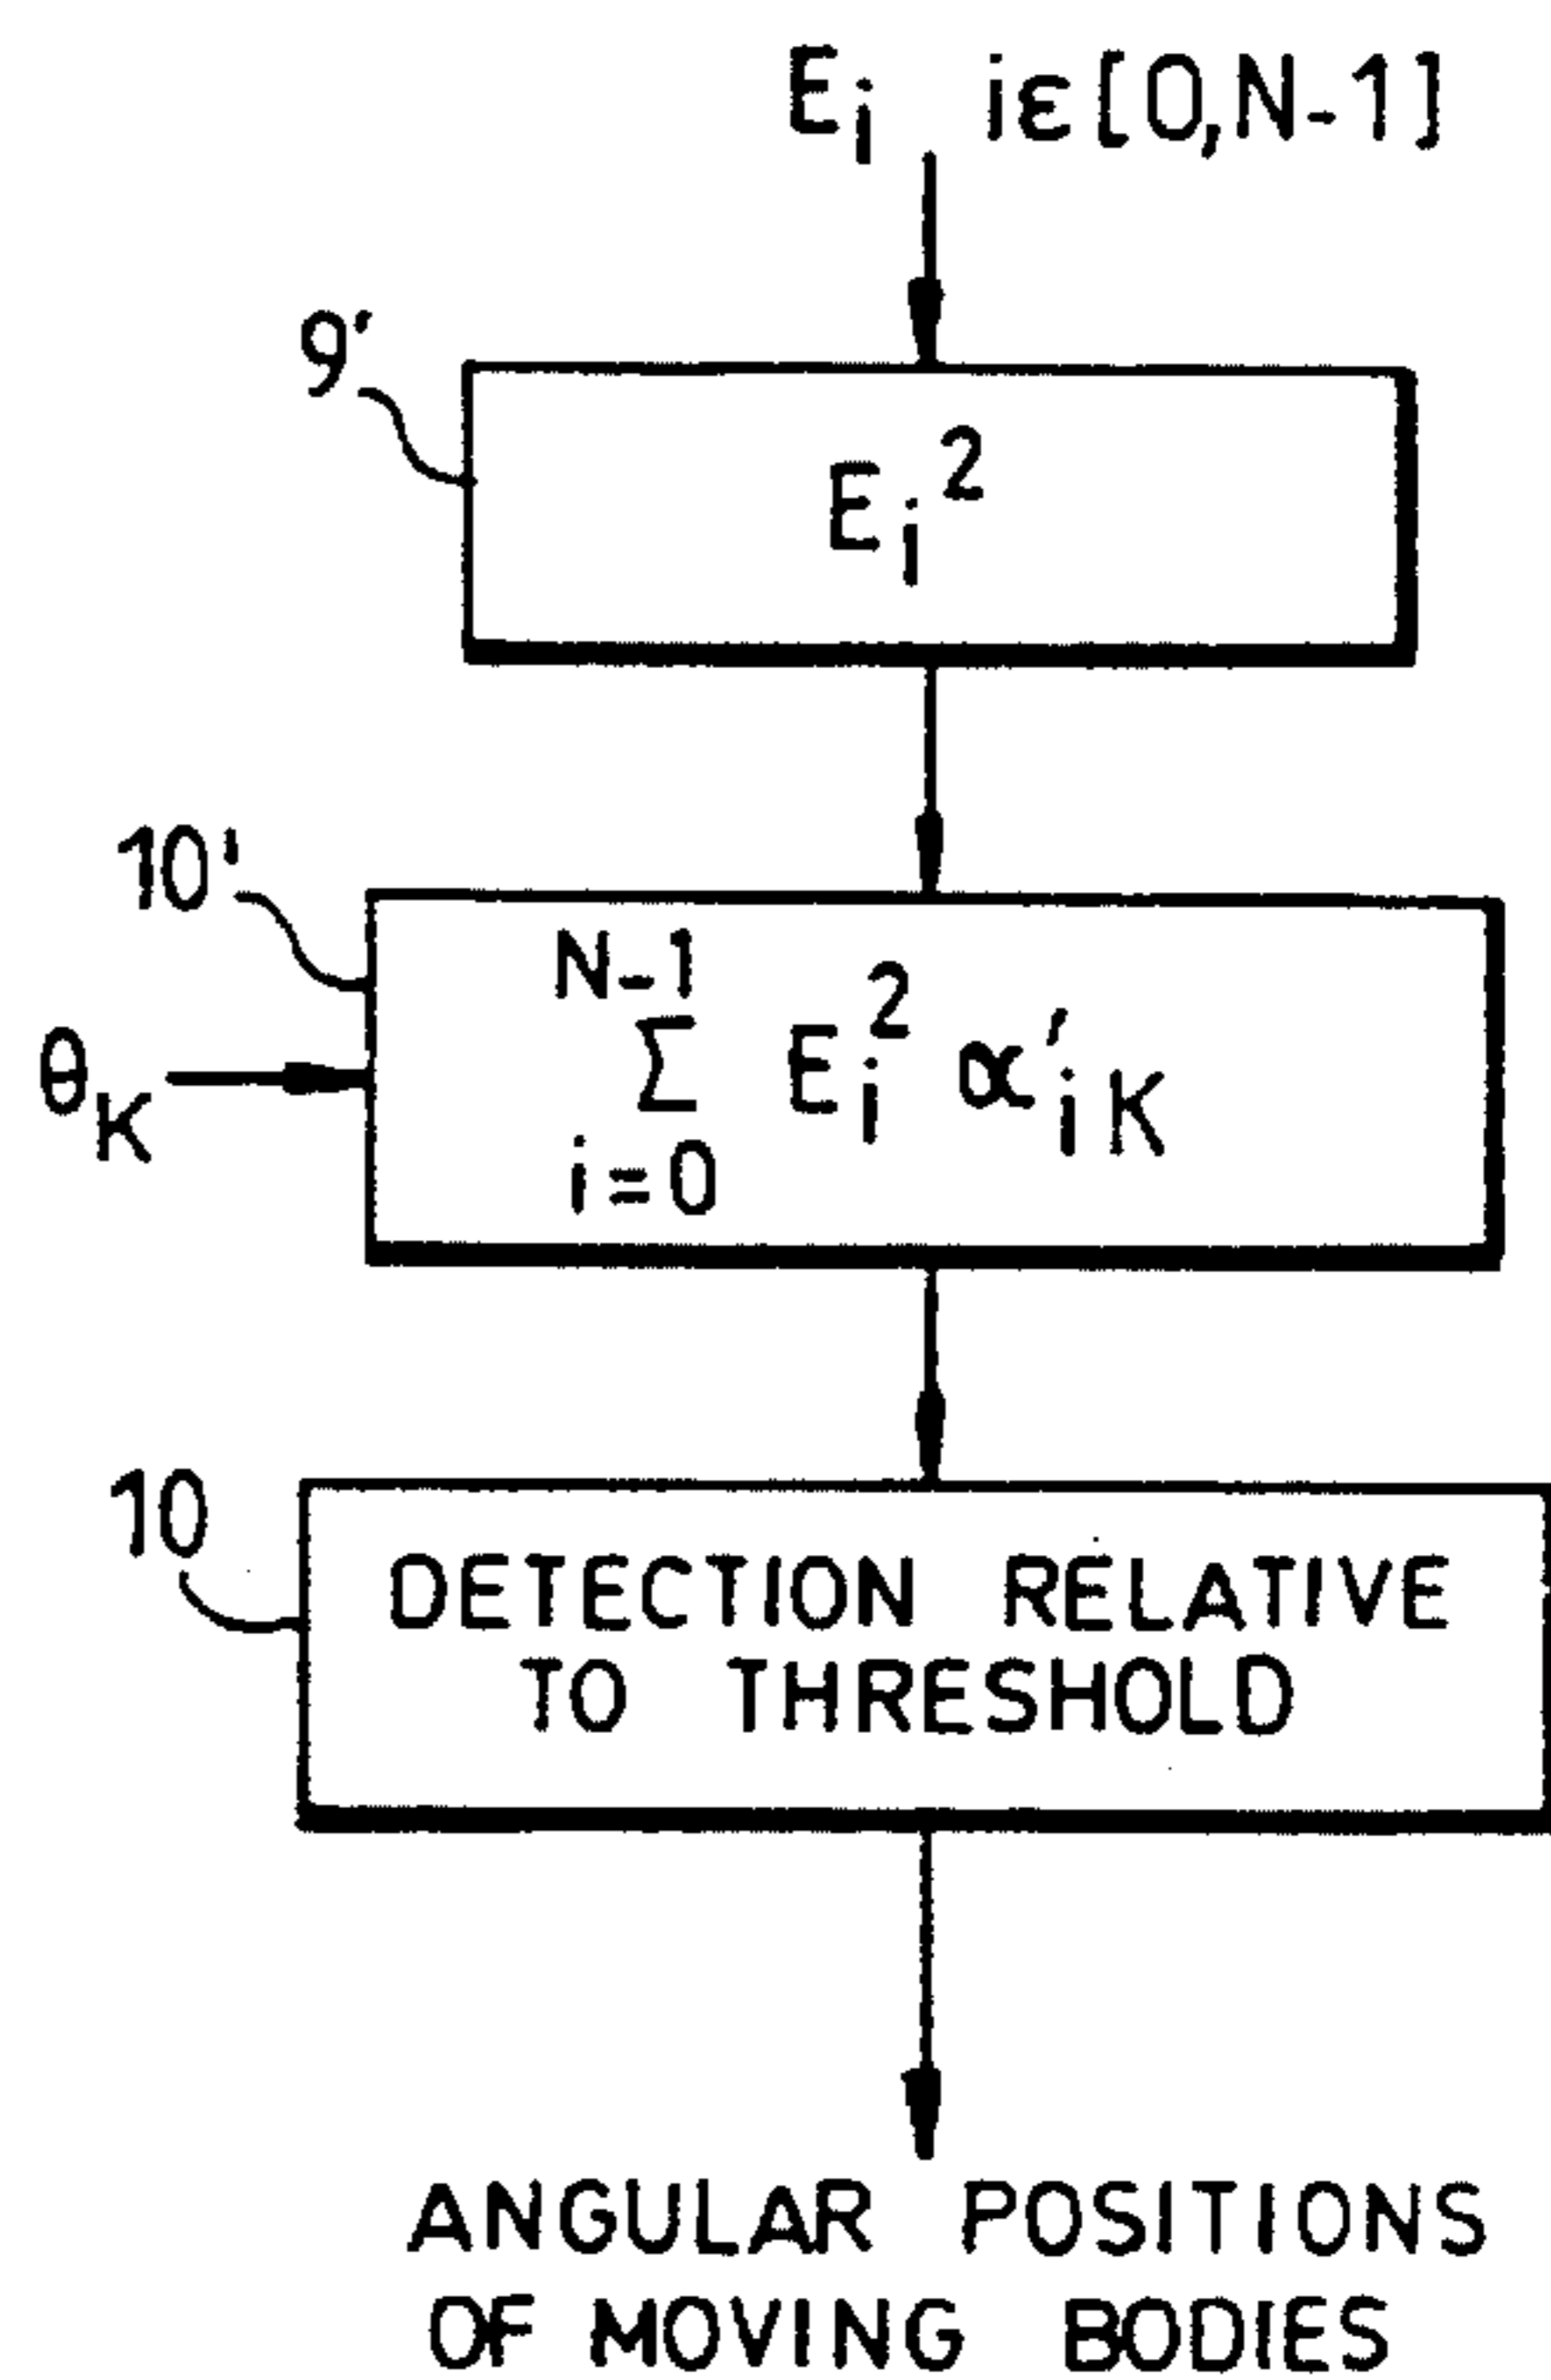 Ei iε[0,N-1]
9'
Ei²
10'
N-1
Σ Ei² α'iK
i=0
θK
10
DETECTION RELATIVE
TO THRESHOLD
ANGULAR POSITIONS
OF MOVING BODIES